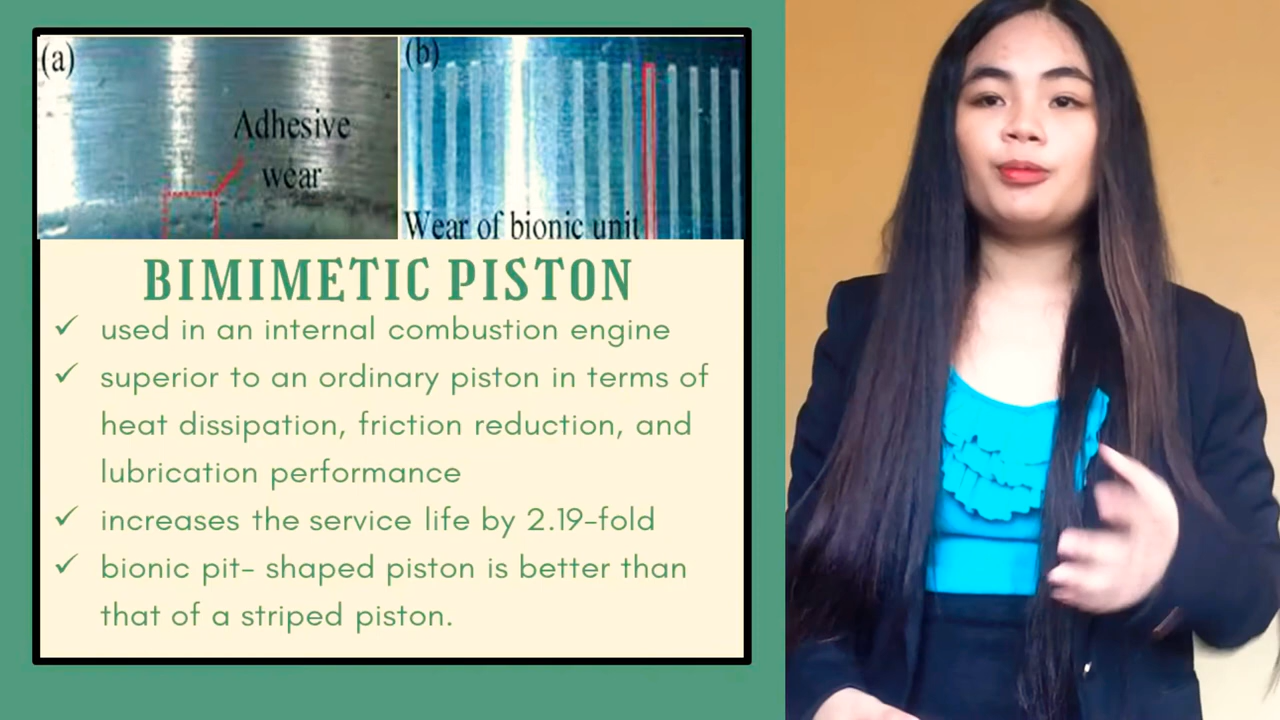 (a)
Adhesive
wear
(b)
Wear of bionic unit
BIMIMETIC PISTON
✓ used in an internal combustion engine
✓ superior to an ordinary piston in terms of
heat dissipation, friction reduction, and
lubrication performance
✓ increases the service life by 2.19-fold
✓ bionic pit- shaped piston is better than
that of a striped piston.